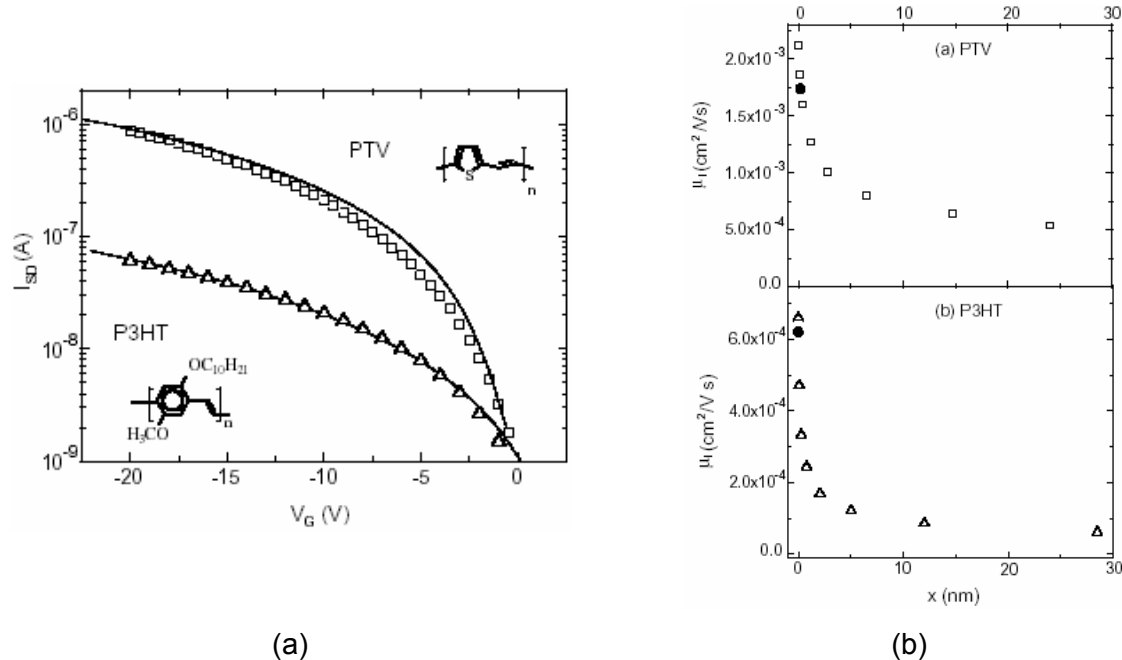 10⁻⁶
10⁻⁷
10⁻⁸
10⁻⁹
I_SD (A)
PTV
S
n
P3HT
OC₁₀H₂₁
H₃CO
n
-20 -15 -10 -5 0
V_G (V)
(a)
0 10 20 30
(a) PTV
2.0x10⁻³
1.5x10⁻³
1.0x10⁻³
5.0x10⁻⁴
0.0
μ_I (cm²/Vs)
(b) P3HT
6.0x10⁻⁴
4.0x10⁻⁴
2.0x10⁻⁴
0.0
μ_I (cm²/V s)
0 10 20 30
x (nm)
(b)